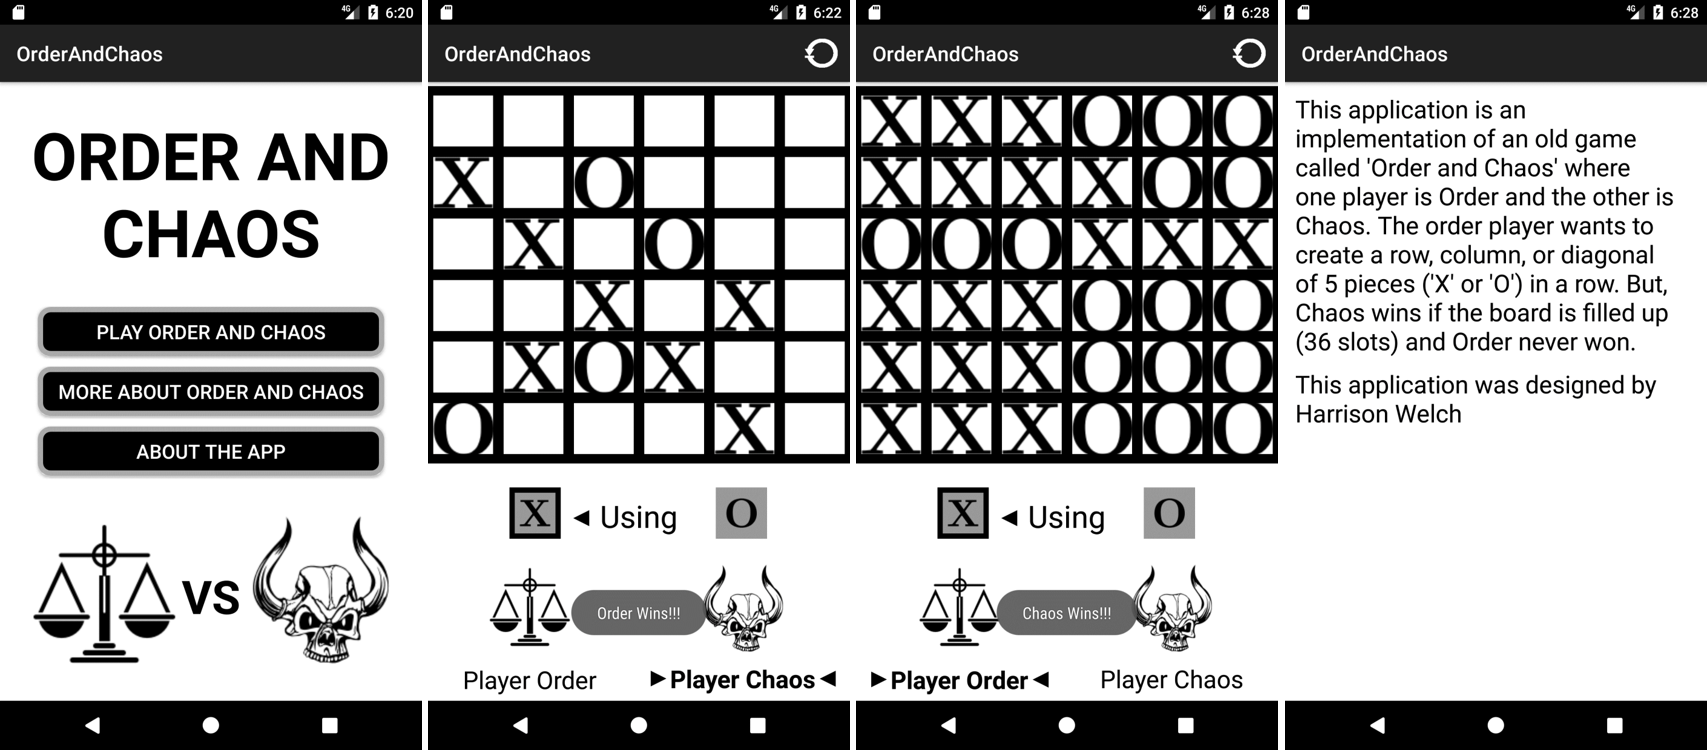 4G 6:20
OrderAndChaos
ORDER AND
CHAOS
PLAY ORDER AND CHAOS
MORE ABOUT ORDER AND CHAOS
ABOUT THE APP
VS
4G 6:22
OrderAndChaos
X O
X O
X X
X O X
O X
X ◄ Using O
Order Wins!!!
Player Order ►Player Chaos◄
4G 6:28
OrderAndChaos
X X X O O O
X X X X O O
O O O X X X
X X X O O O
X X X O O O
X X X O O O
X ◄ Using O
Chaos Wins!!!
►Player Order◄ Player Chaos
4G 6:28
OrderAndChaos
This application is an
implementation of an old game
called 'Order and Chaos' where
one player is Order and the other is
Chaos. The order player wants to
create a row, column, or diagonal
of 5 pieces ('X' or 'O') in a row. But,
Chaos wins if the board is filled up
(36 slots) and Order never won.
This application was designed by
Harrison Welch